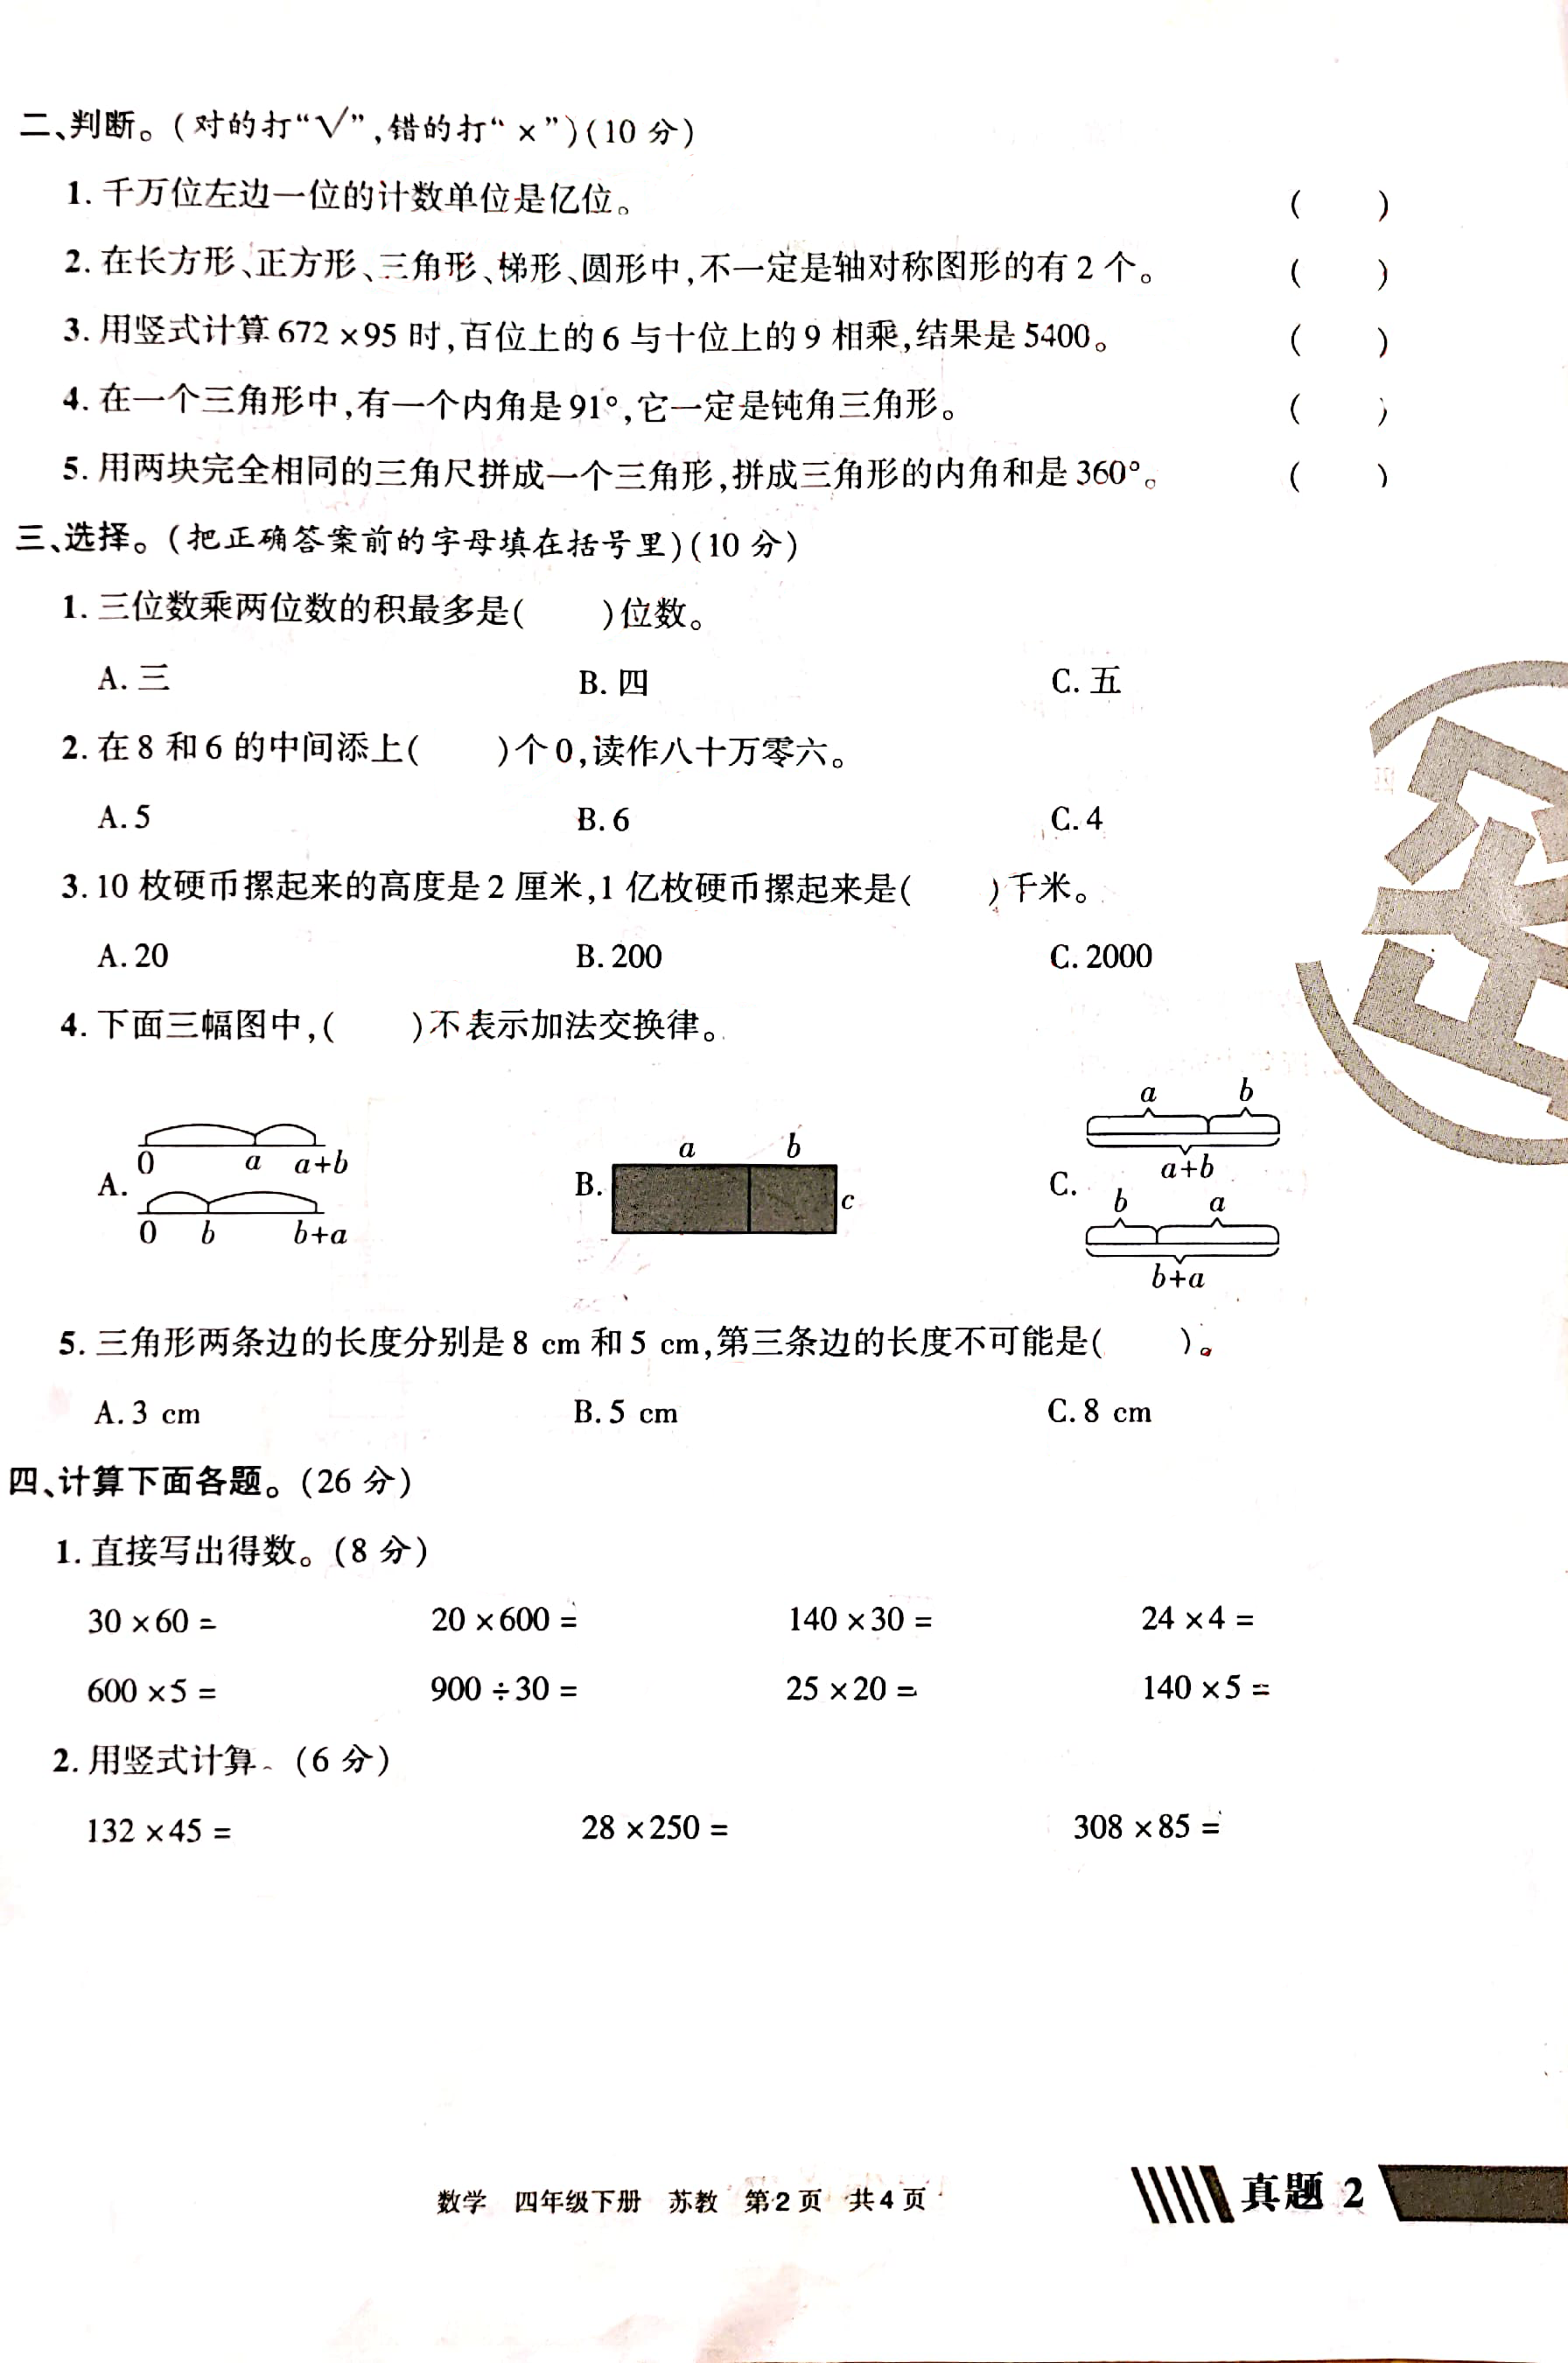 二、判断。(对的打“√”,错的打“×”)(10 分)
1. 千万位左边一位的计数单位是亿位。 ( )
2. 在长方形、正方形、三角形、梯形、圆形中,不一定是轴对称图形的有 2 个。 ( )
3. 用竖式计算 672 ×95 时,百位上的 6 与十位上的 9 相乘,结果是 5400。 ( )
4. 在一个三角形中,有一个内角是 91°,它一定是钝角三角形。 ( )
5. 用两块完全相同的三角尺拼成一个三角形,拼成三角形的内角和是 360°。 ( )
三、选择。(把正确答案前的字母填在括号里)(10 分)
1. 三位数乘两位数的积最多是( )位数。
A. 三 B. 四 C. 五
2. 在 8 和 6 的中间添上( )个 0,读作八十万零六。
A. 5 B. 6 C. 4
3. 10 枚硬币摞起来的高度是 2 厘米,1 亿枚硬币摞起来是( )千米。
A. 20 B. 200 C. 2000
4. 下面三幅图中,( )不表示加法交换律。
A.
0 a a+b
0 b b+a
B.
a b
c
C.
a b
a+b
b a
b+a
5. 三角形两条边的长度分别是 8 cm 和 5 cm,第三条边的长度不可能是( )。
A. 3 cm B. 5 cm C. 8 cm
四、计算下面各题。(26 分)
1. 直接写出得数。(8 分)
30 ×60 = 20 ×600 = 140 ×30 = 24 ×4 =
600 ×5 = 900 ÷30 = 25 ×20 = 140 ×5 =
2. 用竖式计算。(6 分)
132 ×45 = 28 ×250 = 308 ×85 =
数学 四年级下册 苏教 第 2 页 共 4 页
真题 2